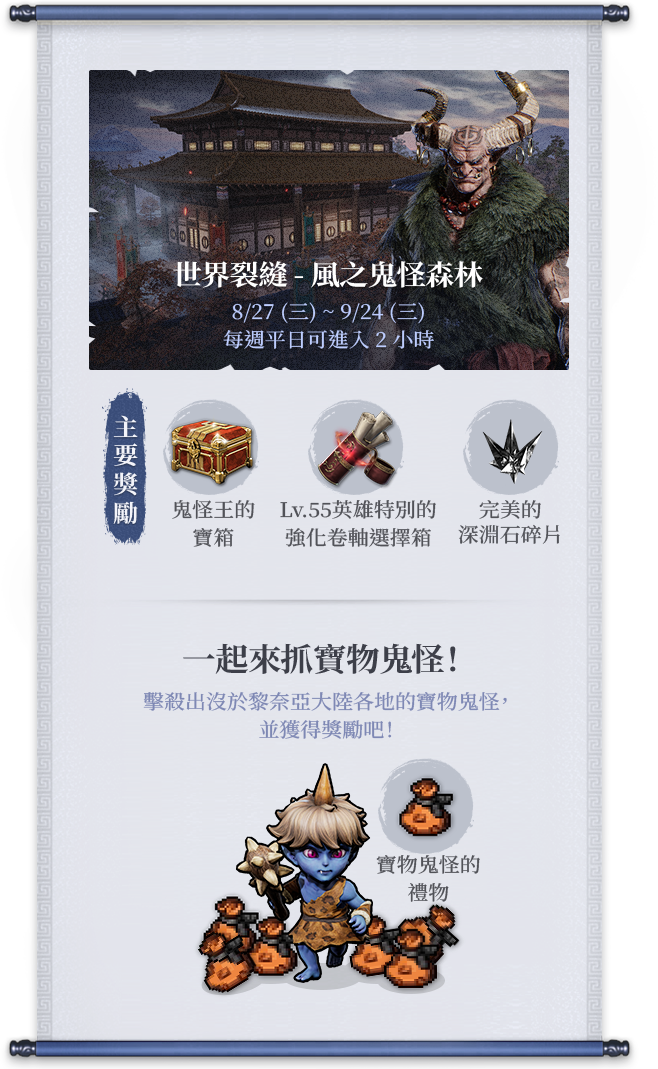 世界裂縫 - 風之鬼怪森林
8/27 (三) ~ 9/24 (三)
每週平日可進入 2 小時
主要獎勵
鬼怪王的
寶箱
Lv.55英雄特別的
強化卷軸選擇箱
完美的
深淵石碎片
一起來抓寶物鬼怪！
擊殺出沒於黎奈亞大陸各地的寶物鬼怪，
並獲得獎勵吧！
寶物鬼怪的
禮物